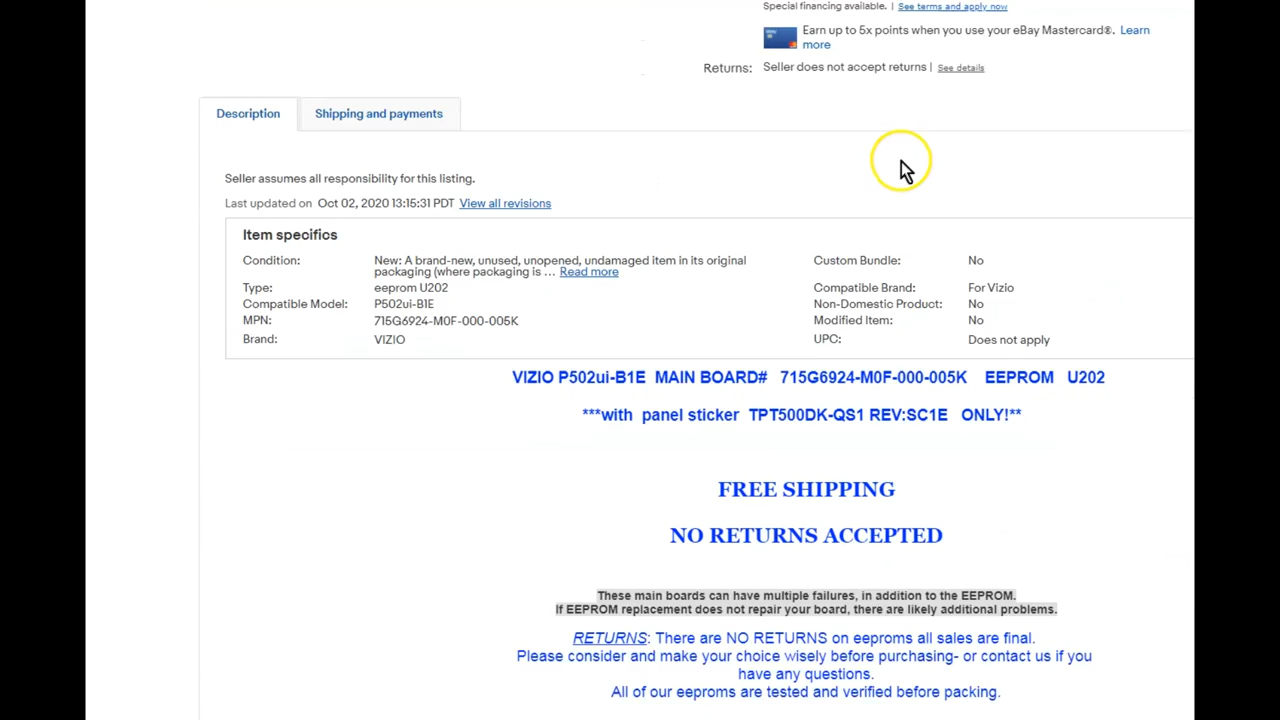 Special financing available. | See terms and apply now
Earn up to 5x points when you use your eBay Mastercard®. Learn
more
Returns: Seller does not accept returns | See details
Description Shipping and payments
Seller assumes all responsibility for this listing.
Last updated on Oct 02, 2020 13:15:31 PDT View all revisions
Item specifics
Condition: New: A brand-new, unused, unopened, undamaged item in its original Custom Bundle: No
packaging (where packaging is ... Read more
Type: eeprom U202 Compatible Brand: For Vizio
Compatible Model: P502ui-B1E Non-Domestic Product: No
MPN: 715G6924-M0F-000-005K Modified Item: No
Brand: VIZIO UPC: Does not apply
VIZIO P502ui-B1E MAIN BOARD# 715G6924-M0F-000-005K EEPROM U202
***with panel sticker TPT500DK-QS1 REV:SC1E ONLY!**
FREE SHIPPING
NO RETURNS ACCEPTED
These main boards can have multiple failures, in addition to the EEPROM.
If EEPROM replacement does not repair your board, there are likely additional problems.
RETURNS: There are NO RETURNS on eeproms all sales are final.
Please consider and make your choice wisely before purchasing- or contact us if you
have any questions.
All of our eeproms are tested and verified before packing.